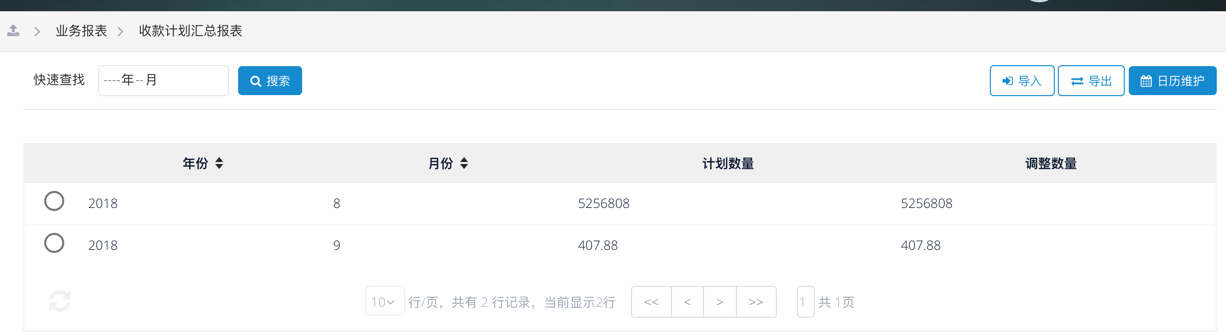 业务报表 收款计划汇总报表
快速查找 ----年--月 搜索 导入 导出 日历维护
年份 月份 计划数量 调整数量
2018 8 5256808 5256808
2018 9 407.88 407.88
10 行/页，共有 2 行记录，当前显示2行 << < > >> 1 共 1页